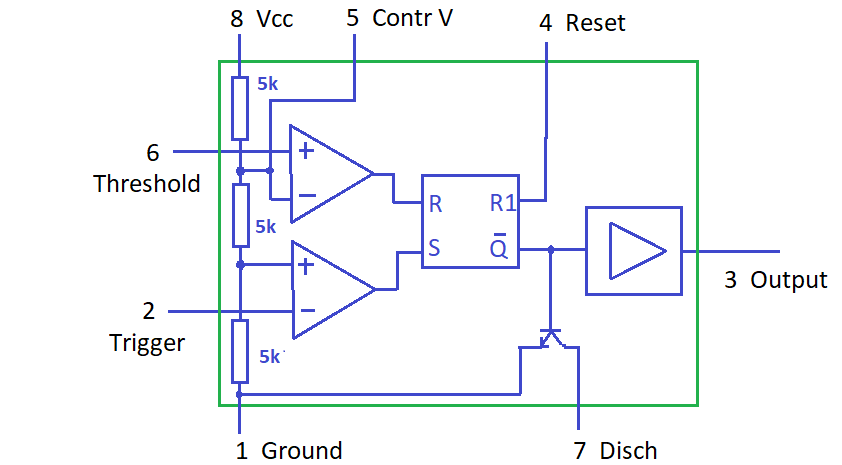 8 Vcc
5 Contr V
4 Reset
5k
6
Threshold
+
−
R
R1
5k
S
Q̅
+
2
Trigger
−
3 Output
5k
1 Ground
7 Disch